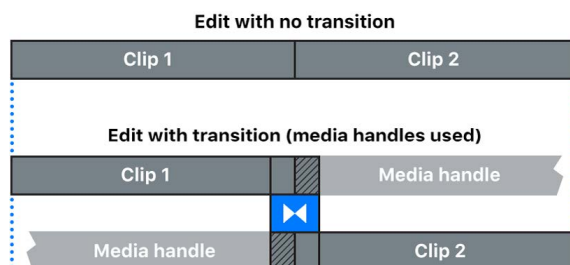 Edit with no transition
Clip 1 Clip 2
Edit with transition (media handles used)
Clip 1 Media handle
Media handle Clip 2